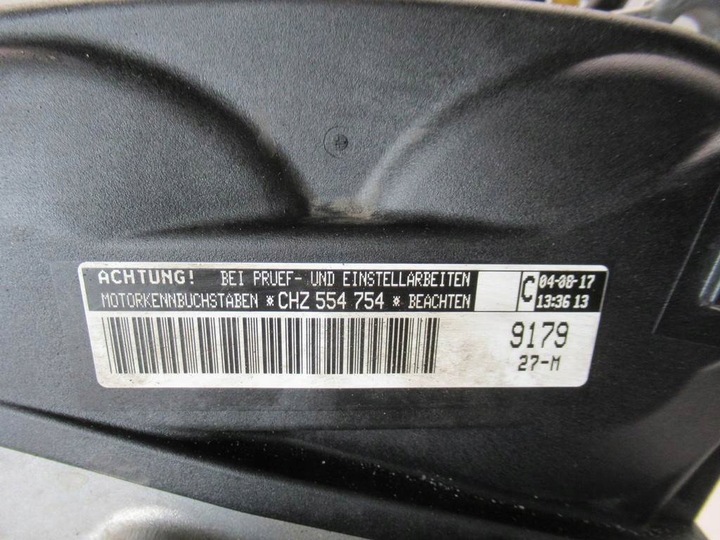 ACHTUNG! BEI PRUEF- UND EINSTELLARBEITEN
MOTORKENNBUCHSTABEN *CHZ 554 754* BEACHTEN
C
04-08-17
13:36 13
9179
27-M